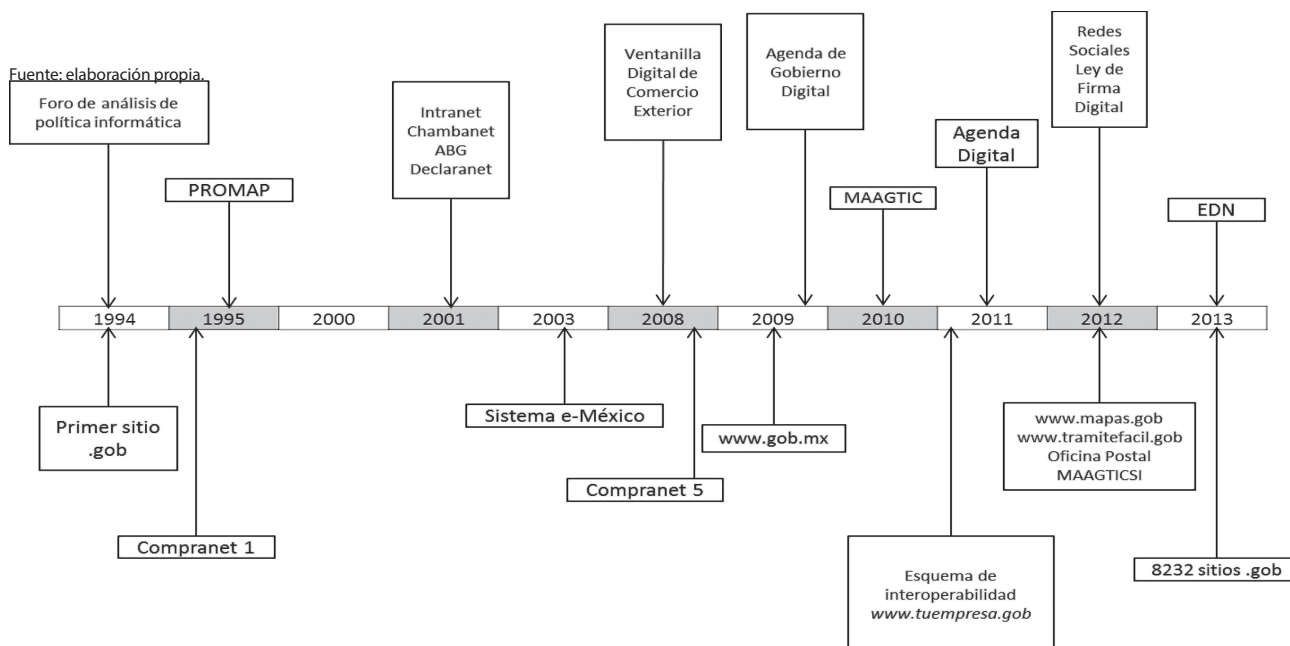 Fuente: elaboración propia.
Foro de análisis de
política informática
PROMAP
Intranet
Chambanet
ABG
Declaranet
Ventanilla
Digital de
Comercio
Exterior
Agenda de
Gobierno
Digital
MAAGTIC
Agenda
Digital
Redes
Sociales
Ley de
Firma
Digital
EDN
1994 1995 2000 2001 2003 2008 2009 2010 2011 2012 2013
Primer sitio
.gob
Compranet 1
Sistema e-México
Compranet 5
www.gob.mx
Esquema de
interoperabilidad
www.tuempresa.gob
www.mapas.gob
www.tramitefacil.gob
Oficina Postal
MAAGTICSI
8232 sitios .gob